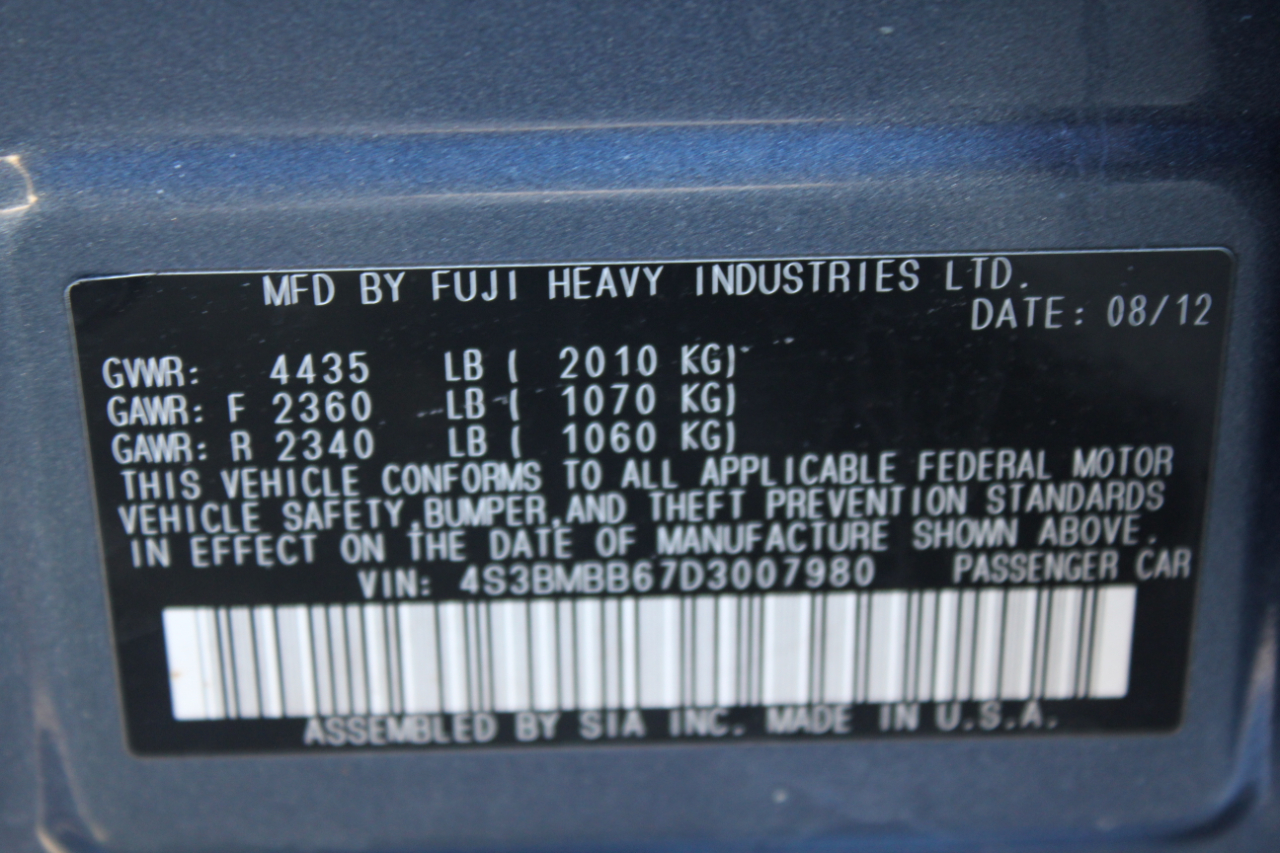 MFD BY FUJI HEAVY INDUSTRIES LTD.
DATE: 08/12
GVWR: 4435 LB ( 2010 KG)
GAWR: F 2360 LB ( 1070 KG)
GAWR: R 2340 LB ( 1060 KG)
THIS VEHICLE CONFORMS TO ALL APPLICABLE FEDERAL MOTOR
VEHICLE SAFETY,BUMPER,AND THEFT PREVENTION STANDARDS
IN EFFECT ON THE DATE OF MANUFACTURE SHOWN ABOVE.
VIN: 4S3BMBB67D3007980 PASSENGER CAR
ASSEMBLED BY SIA INC. MADE IN U.S.A.